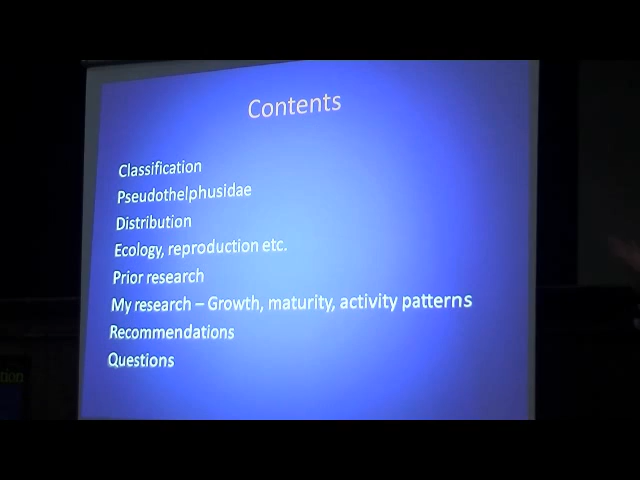 Contents
Classification
Pseudothelphusidae
Distribution
Ecology, reproduction etc.
Prior research
My research – Growth, maturity, activity patterns
Recommendations
Questions